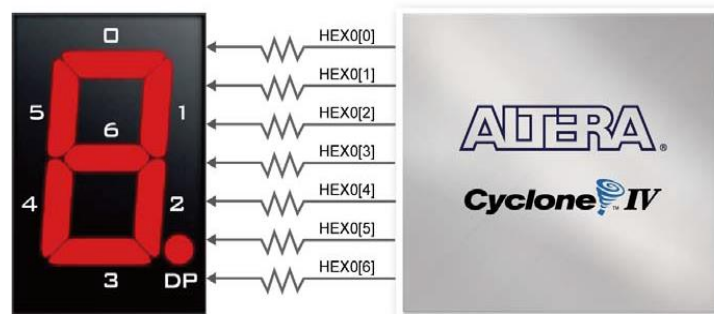 0
5
1
6
4
2
3
DP
HEX0[0]
HEX0[1]
HEX0[2]
HEX0[3]
HEX0[4]
HEX0[5]
HEX0[6]
ALTERA®
Cyclone™ IV